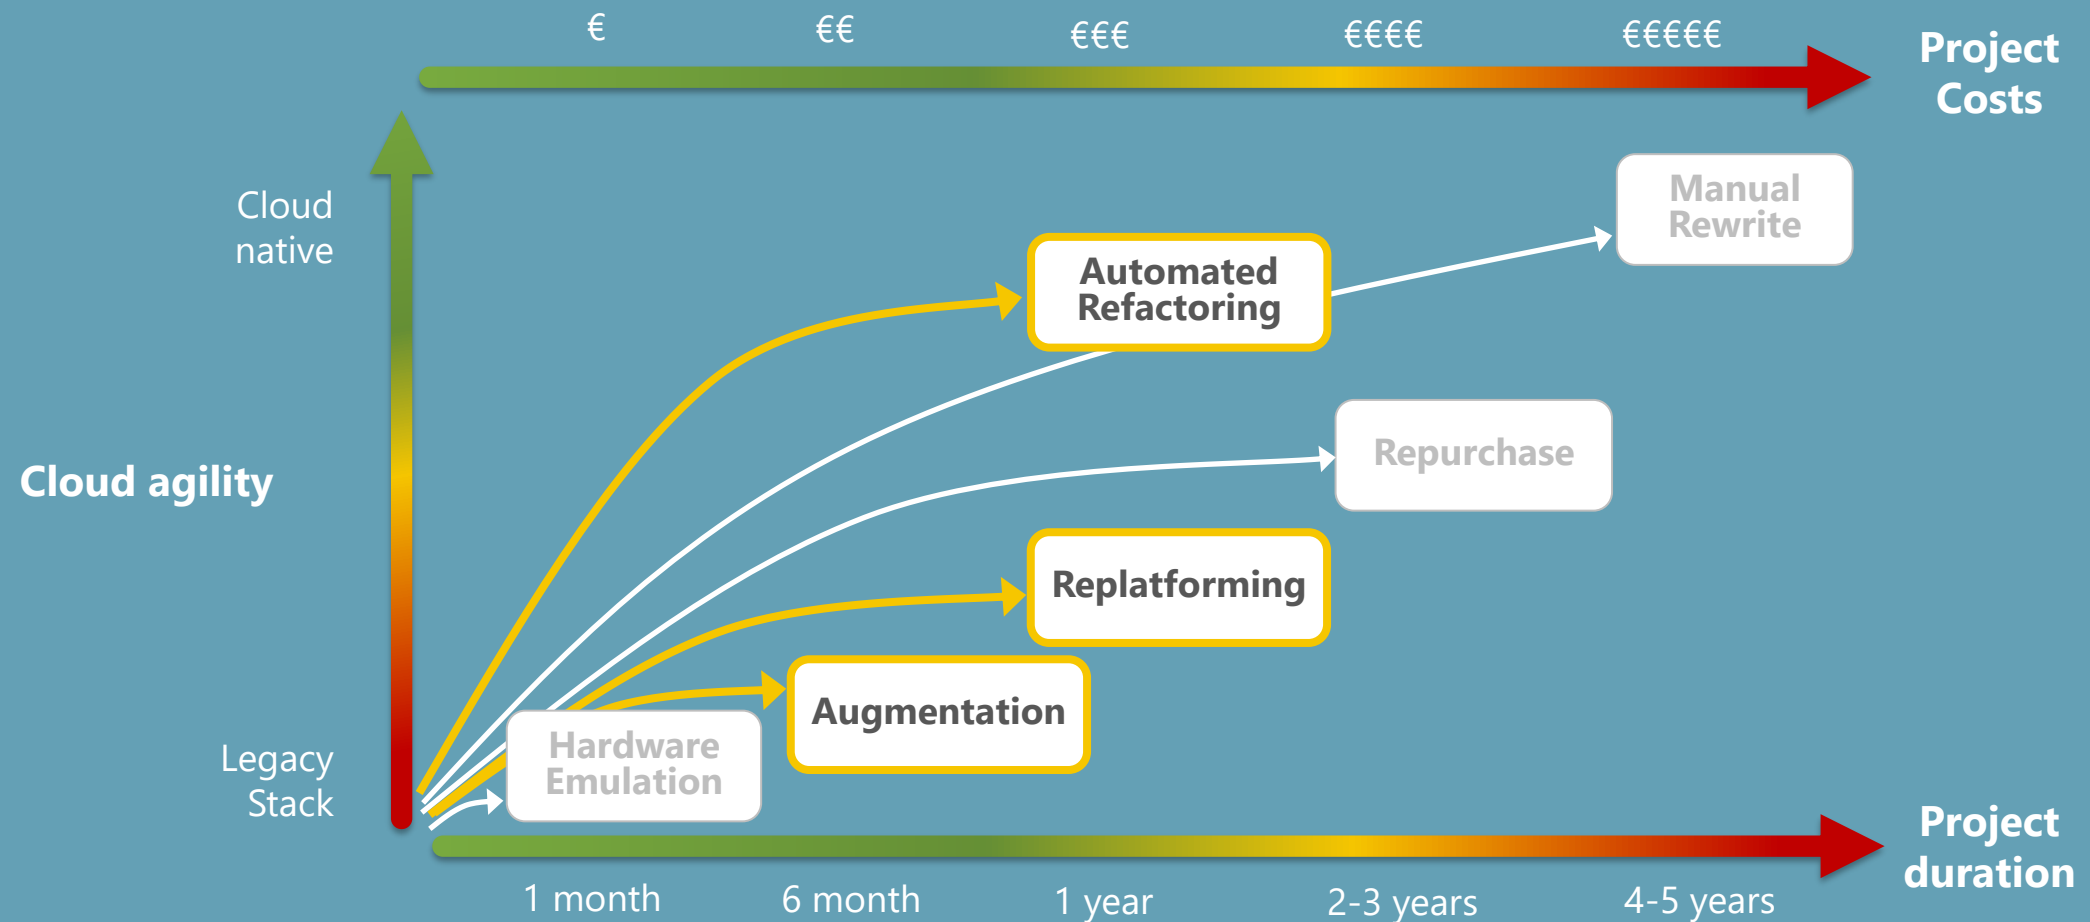 €
€€
€€€
€€€€
€€€€€
Project
Costs
Cloud
native
Manual
Rewrite
Automated
Refactoring
Repurchase
Cloud agility
Replatforming
Augmentation
Hardware
Emulation
Legacy
Stack
Project
duration
1 month
6 month
1 year
2-3 years
4-5 years